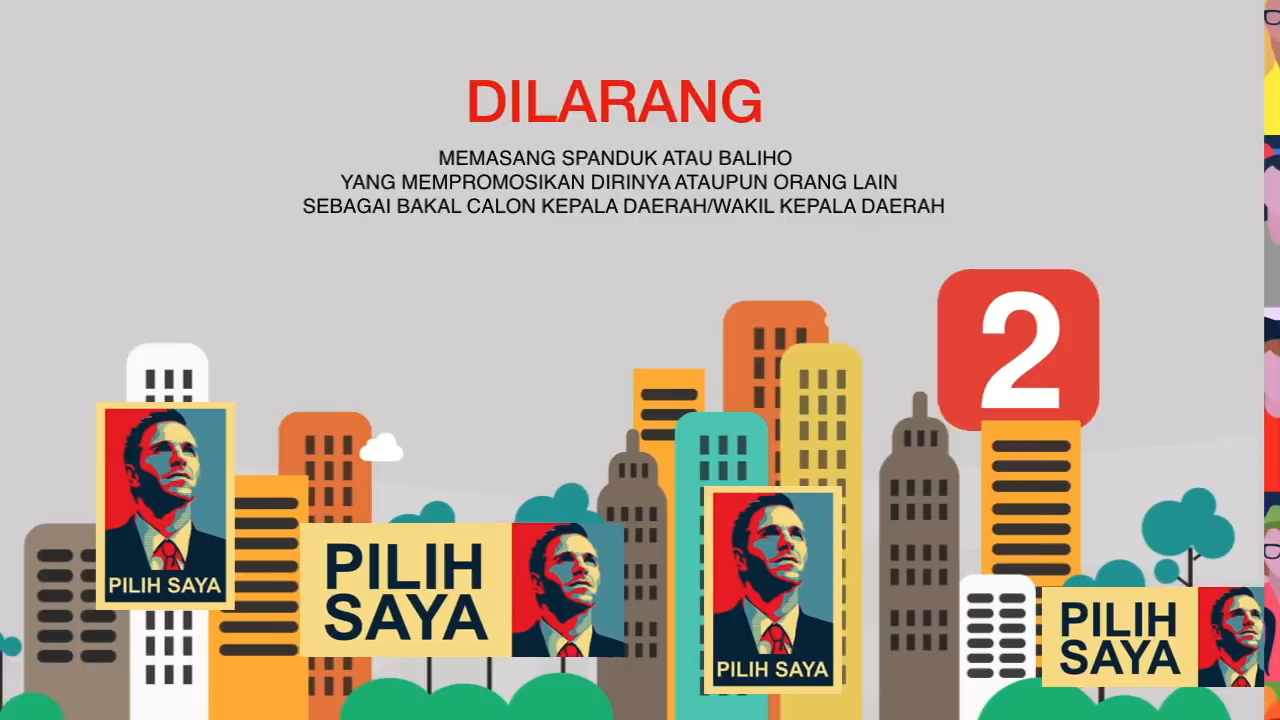 DILARANG
MEMASANG SPANDUK ATAU BALIHO
YANG MEMPROMOSIKAN DIRINYA ATAUPUN ORANG LAIN
SEBAGAI BAKAL CALON KEPALA DAERAH/WAKIL KEPALA DAERAH
2
PILIH SAYA
PILIH
SAYA
PILIH SAYA
PILIH
SAYA